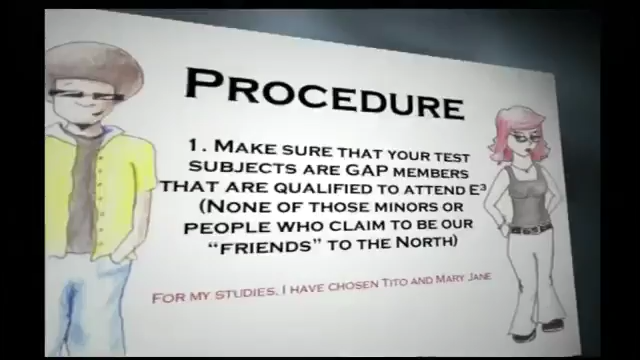 PROCEDURE
1. MAKE SURE THAT YOUR TEST
SUBJECTS ARE GAP MEMBERS
THAT ARE QUALIFIED TO ATTEND E³
(NONE OF THOSE MINORS OR
PEOPLE WHO CLAIM TO BE OUR
"FRIENDS" TO THE NORTH)
FOR MY STUDIES, I HAVE CHOSEN TITO AND MARY JANE